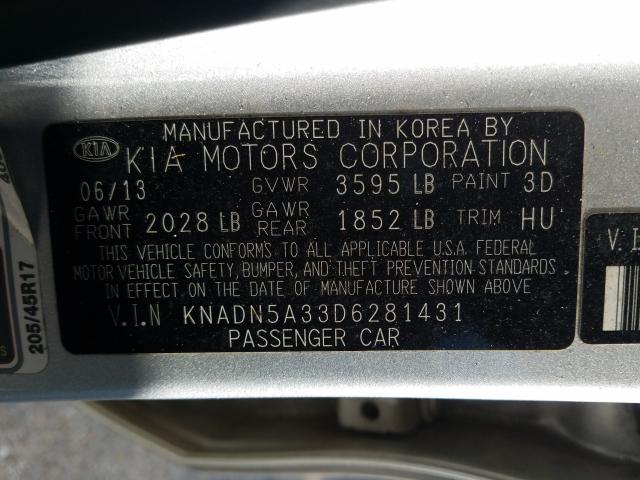 MANUFACTURED IN KOREA BY
KIA KIA MOTORS CORPORATION
06/13 GVWR 3595 LB PAINT 3D
GAWR FRONT 2028 LB GAWR REAR 1852 LB TRIM HU
THIS VEHICLE CONFORMS TO ALL APPLICABLE U.S.A. FEDERAL
MOTOR VEHICLE SAFETY, BUMPER, AND THEFT PREVENTION STANDARDS
IN EFFECT ON THE DATE OF MANUFACTURE SHOWN ABOVE
V.I.N KNADN5A33D6281431
PASSENGER CAR
205/45R17
V.I